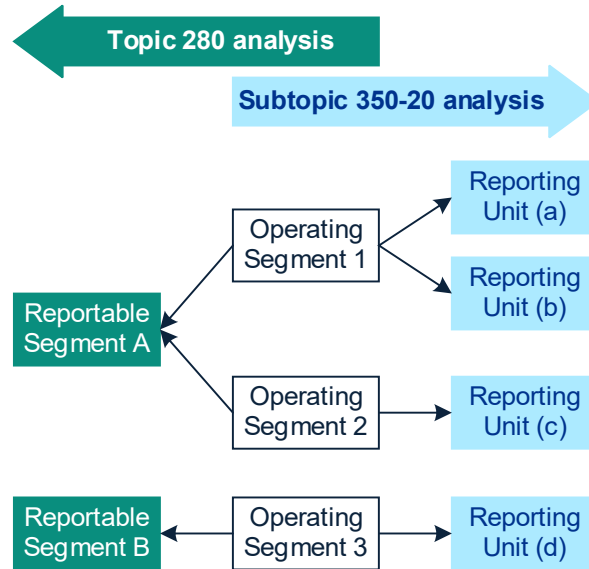 Topic 280 analysis
Subtopic 350-20 analysis
Reporting
Unit (a)
Operating
Segment 1
Reporting
Unit (b)
Reportable
Segment A
Operating
Segment 2
Reporting
Unit (c)
Reportable
Segment B
Operating
Segment 3
Reporting
Unit (d)